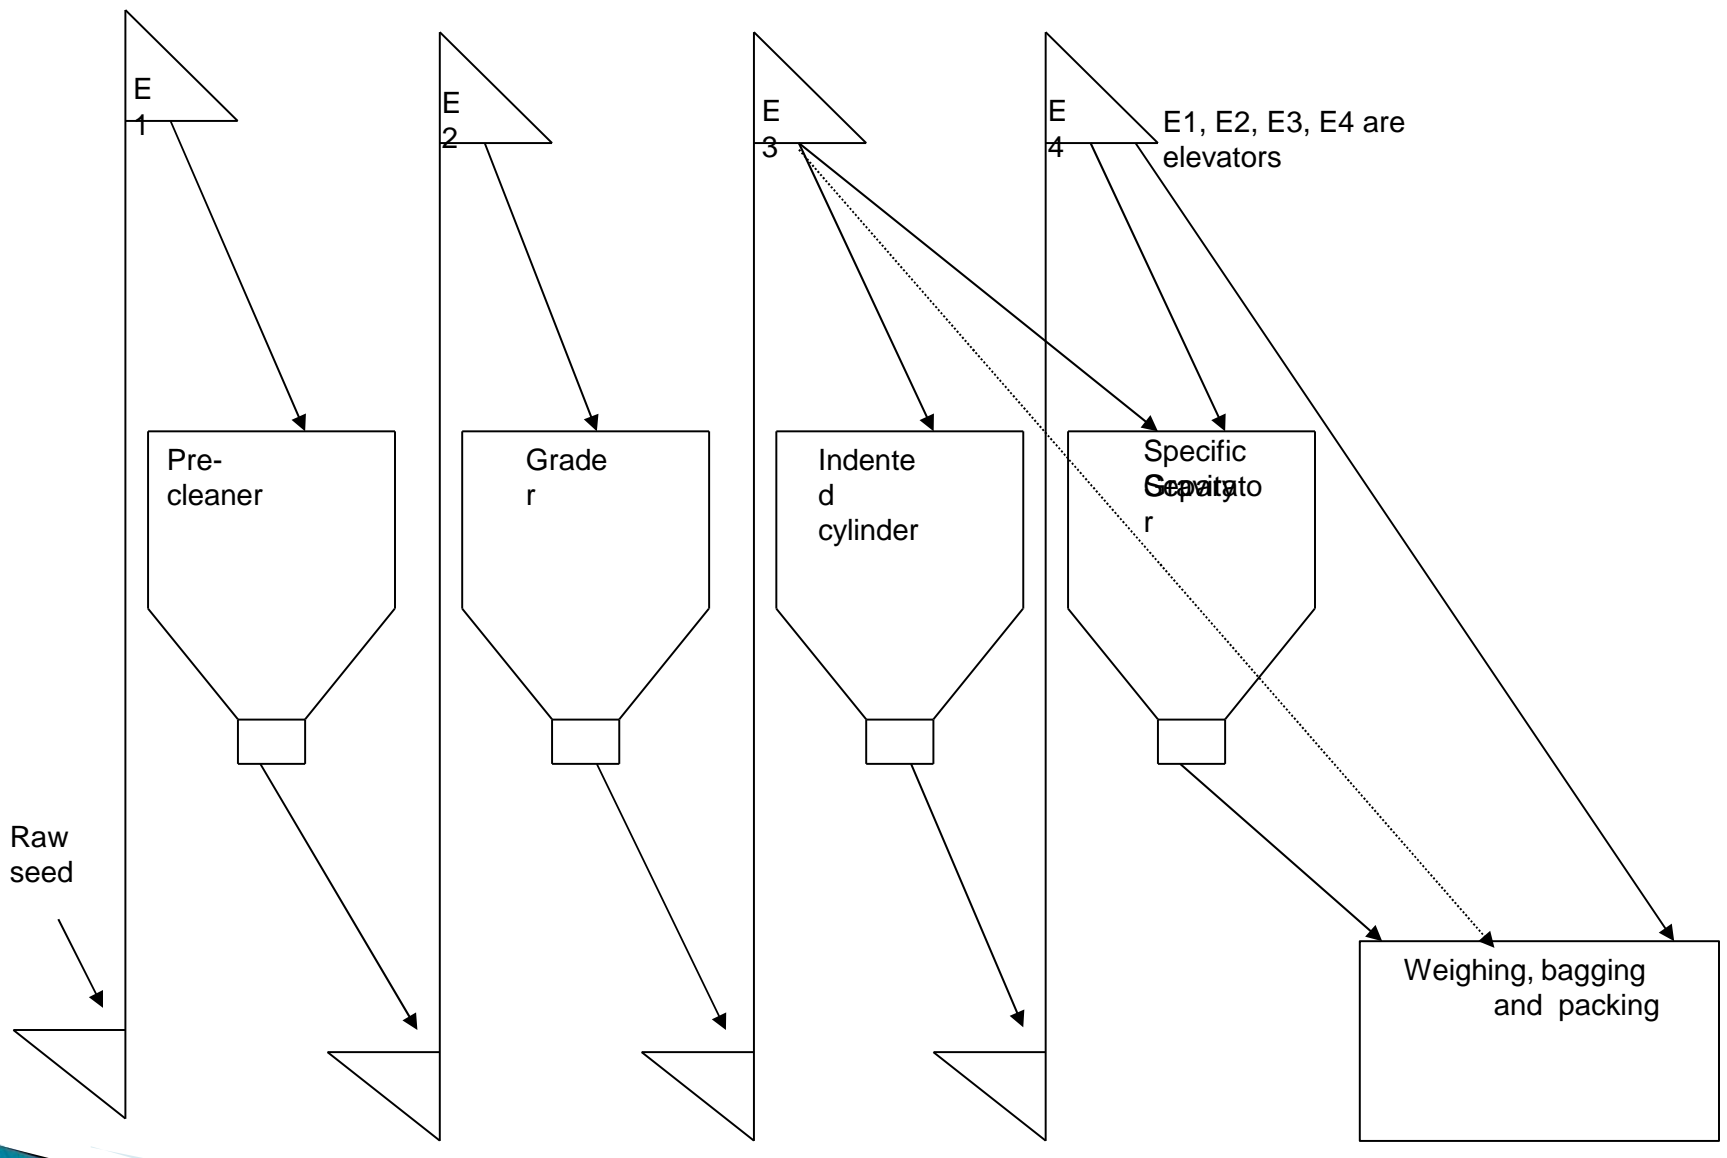 E
1
E
2
E
3
E
4
E1, E2, E3, E4 are
elevators
Pre-
cleaner
Grade
r
Indente
d
cylinder
Specific
Gravity
Separato
r
Raw
seed
Weighing, bagging
and packing